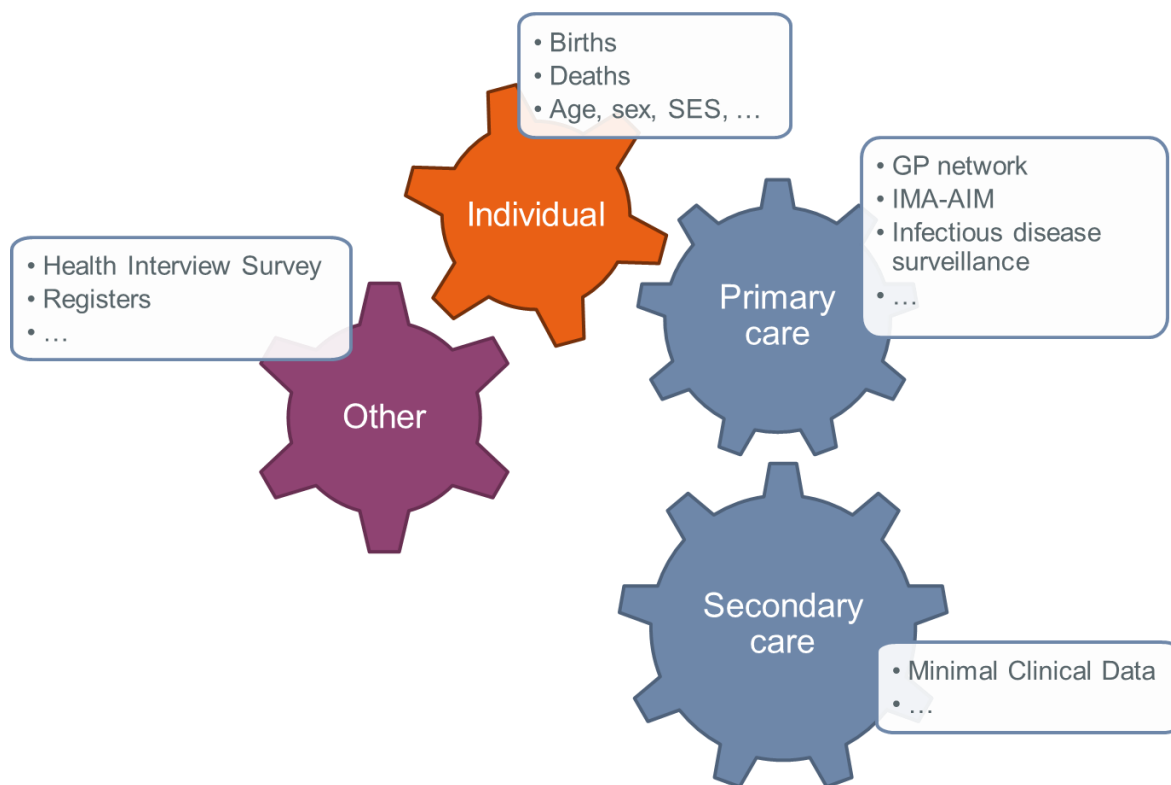 • Births
• Deaths
• Age, sex, SES, …
Individual
• GP network
• IMA-AIM
• Infectious disease
surveillance
• …
Primary
care
• Health Interview Survey
• Registers
• …
Other
Secondary
care
• Minimal Clinical Data
• …